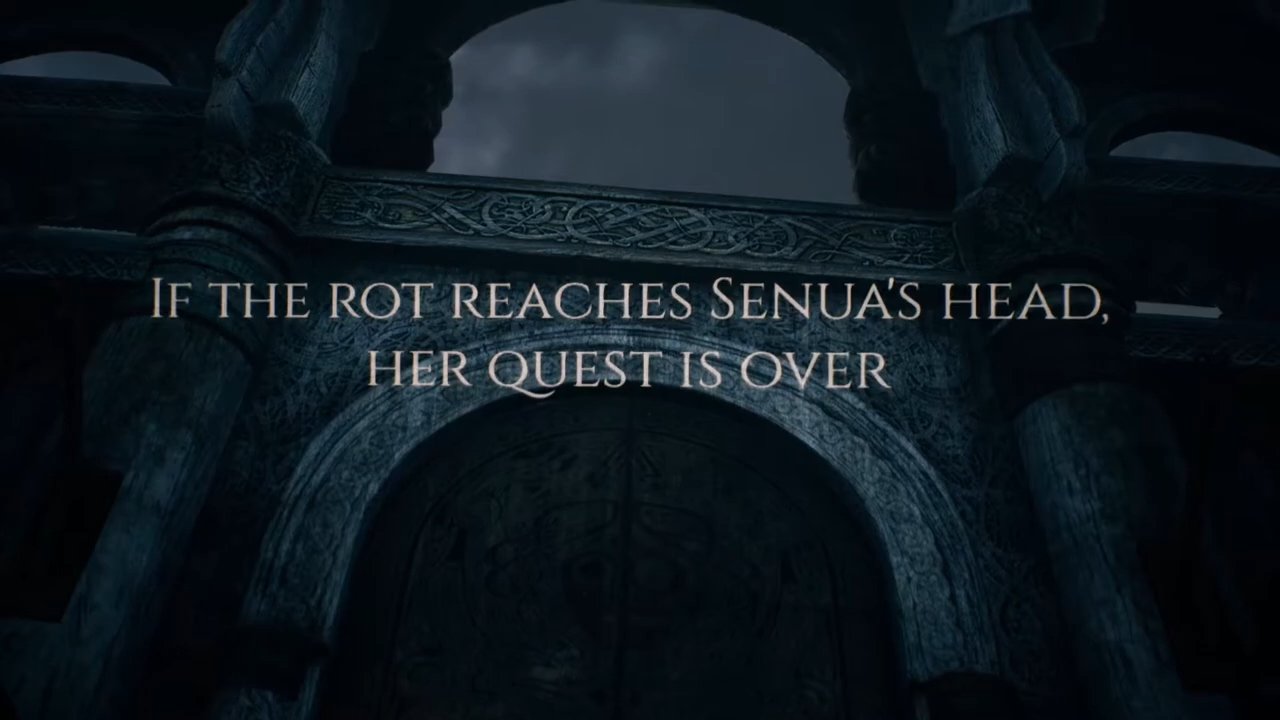 If the rot reaches Senua's head,
her quest is over